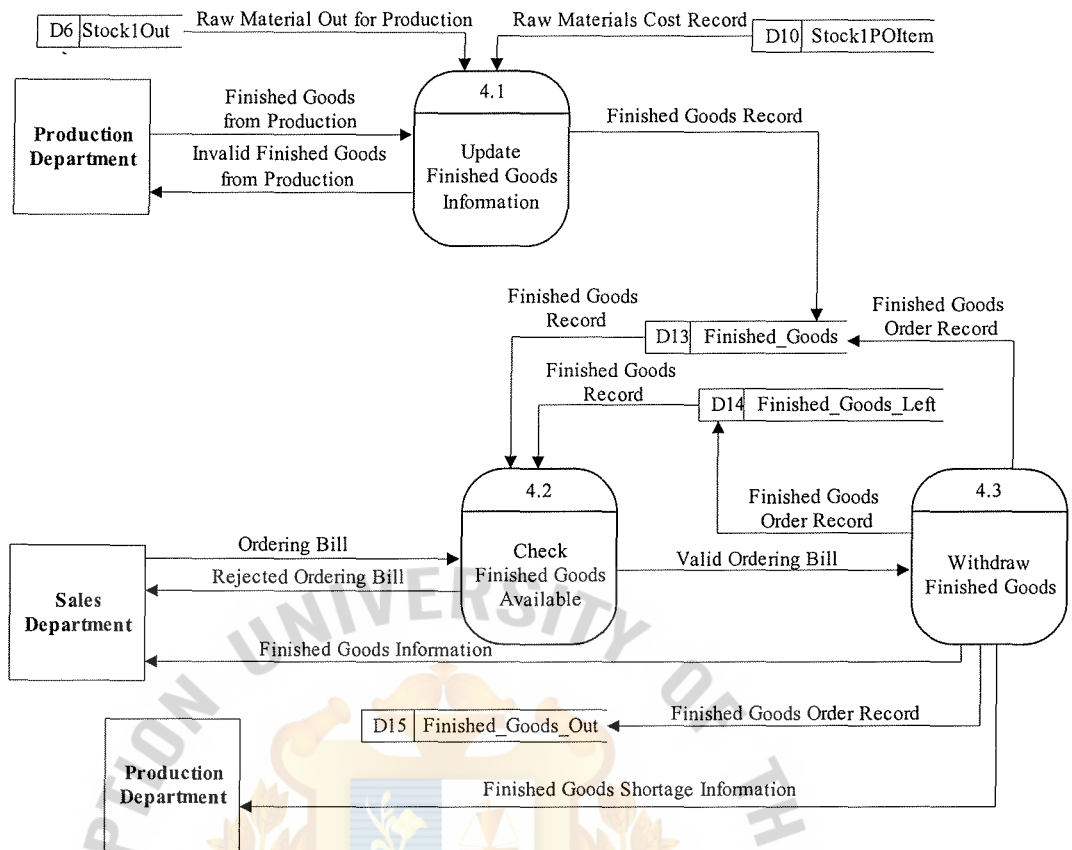 Raw Material Out for Production
Raw Materials Cost Record
D6 Stock1Out
D10 Stock1POItem
4.1
Update
Finished Goods
Information
Production
Department
Finished Goods
from Production
Invalid Finished Goods
from Production
Finished Goods Record
Finished Goods
Record
Finished Goods
Order Record
D13 Finished_Goods
Finished Goods
Record
D14 Finished_Goods_Left
4.2
Check
Finished Goods
Available
Finished Goods
Order Record
4.3
Withdraw
Finished Goods
Ordering Bill
Rejected Ordering Bill
Valid Ordering Bill
Sales
Department
Finished Goods Information
D15 Finished_Goods_Out
Finished Goods Order Record
Production
Department
Finished Goods Shortage Information
PTION UNIVERSITY OF TH